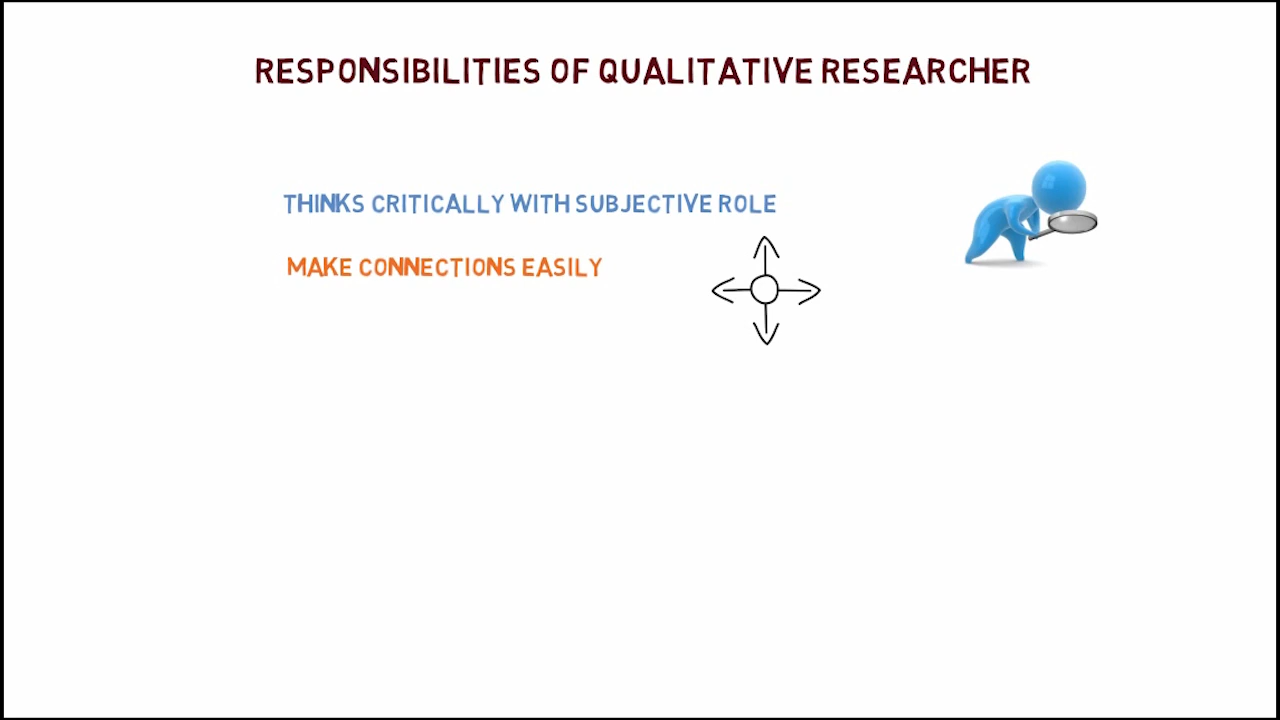 RESPONSIBILITIES OF QUALITATIVE RESEARCHER
THINKS CRITICALLY WITH SUBJECTIVE ROLE
MAKE CONNECTIONS EASILY